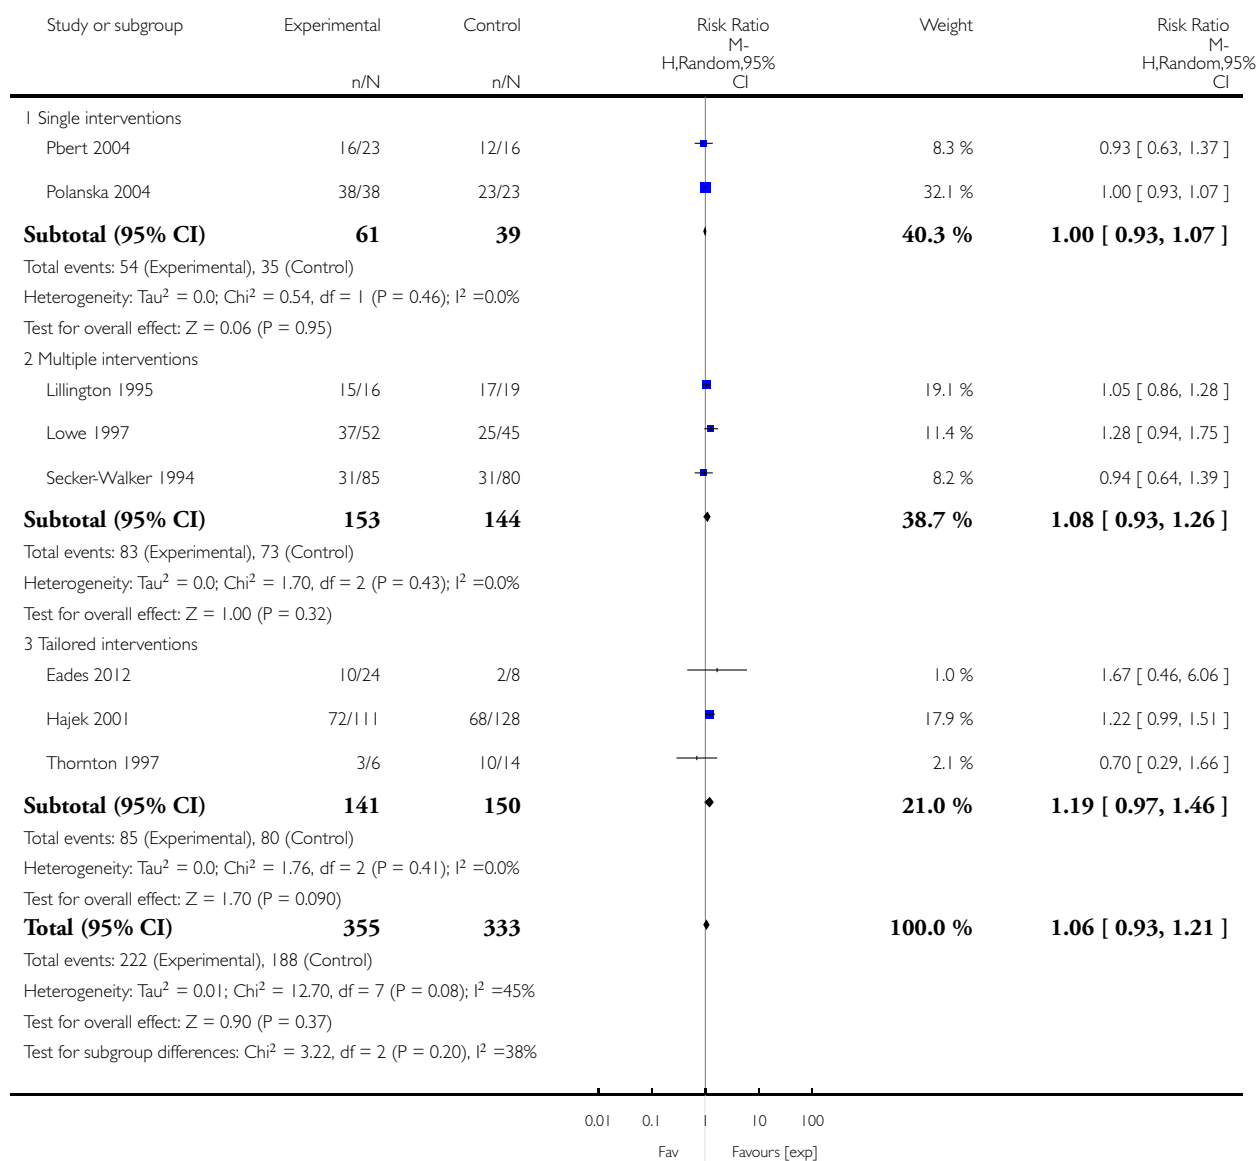 Study or subgroup Experimental Control Risk Ratio Weight Risk Ratio
M- M-
H,Random,95% H,Random,95%
n/N n/N CI CI
1 Single interventions
Pbert 2004 16/23 12/16 8.3 % 0.93 [ 0.63, 1.37 ]
Polanska 2004 38/38 23/23 32.1 % 1.00 [ 0.93, 1.07 ]
Subtotal (95% CI) 61 39 40.3 % 1.00 [ 0.93, 1.07 ]
Total events: 54 (Experimental), 35 (Control)
Heterogeneity: Tau² = 0.0; Chi² = 0.54, df = 1 (P = 0.46); I² =0.0%
Test for overall effect: Z = 0.06 (P = 0.95)
2 Multiple interventions
Lillington 1995 15/16 17/19 19.1 % 1.05 [ 0.86, 1.28 ]
Lowe 1997 37/52 25/45 11.4 % 1.28 [ 0.94, 1.75 ]
Secker-Walker 1994 31/85 31/80 8.2 % 0.94 [ 0.64, 1.39 ]
Subtotal (95% CI) 153 144 38.7 % 1.08 [ 0.93, 1.26 ]
Total events: 83 (Experimental), 73 (Control)
Heterogeneity: Tau² = 0.0; Chi² = 1.70, df = 2 (P = 0.43); I² =0.0%
Test for overall effect: Z = 1.00 (P = 0.32)
3 Tailored interventions
Eades 2012 10/24 2/8 1.0 % 1.67 [ 0.46, 6.06 ]
Hajek 2001 72/111 68/128 17.9 % 1.22 [ 0.99, 1.51 ]
Thornton 1997 3/6 10/14 2.1 % 0.70 [ 0.29, 1.66 ]
Subtotal (95% CI) 141 150 21.0 % 1.19 [ 0.97, 1.46 ]
Total events: 85 (Experimental), 80 (Control)
Heterogeneity: Tau² = 0.0; Chi² = 1.76, df = 2 (P = 0.41); I² =0.0%
Test for overall effect: Z = 1.70 (P = 0.090)
Total (95% CI) 355 333 100.0 % 1.06 [ 0.93, 1.21 ]
Total events: 222 (Experimental), 188 (Control)
Heterogeneity: Tau² = 0.01; Chi² = 12.70, df = 7 (P = 0.08); I² =45%
Test for overall effect: Z = 0.90 (P = 0.37)
Test for subgroup differences: Chi² = 3.22, df = 2 (P = 0.20), I² =38%
0.01 0.1 1 10 100
Fav Favours [exp]